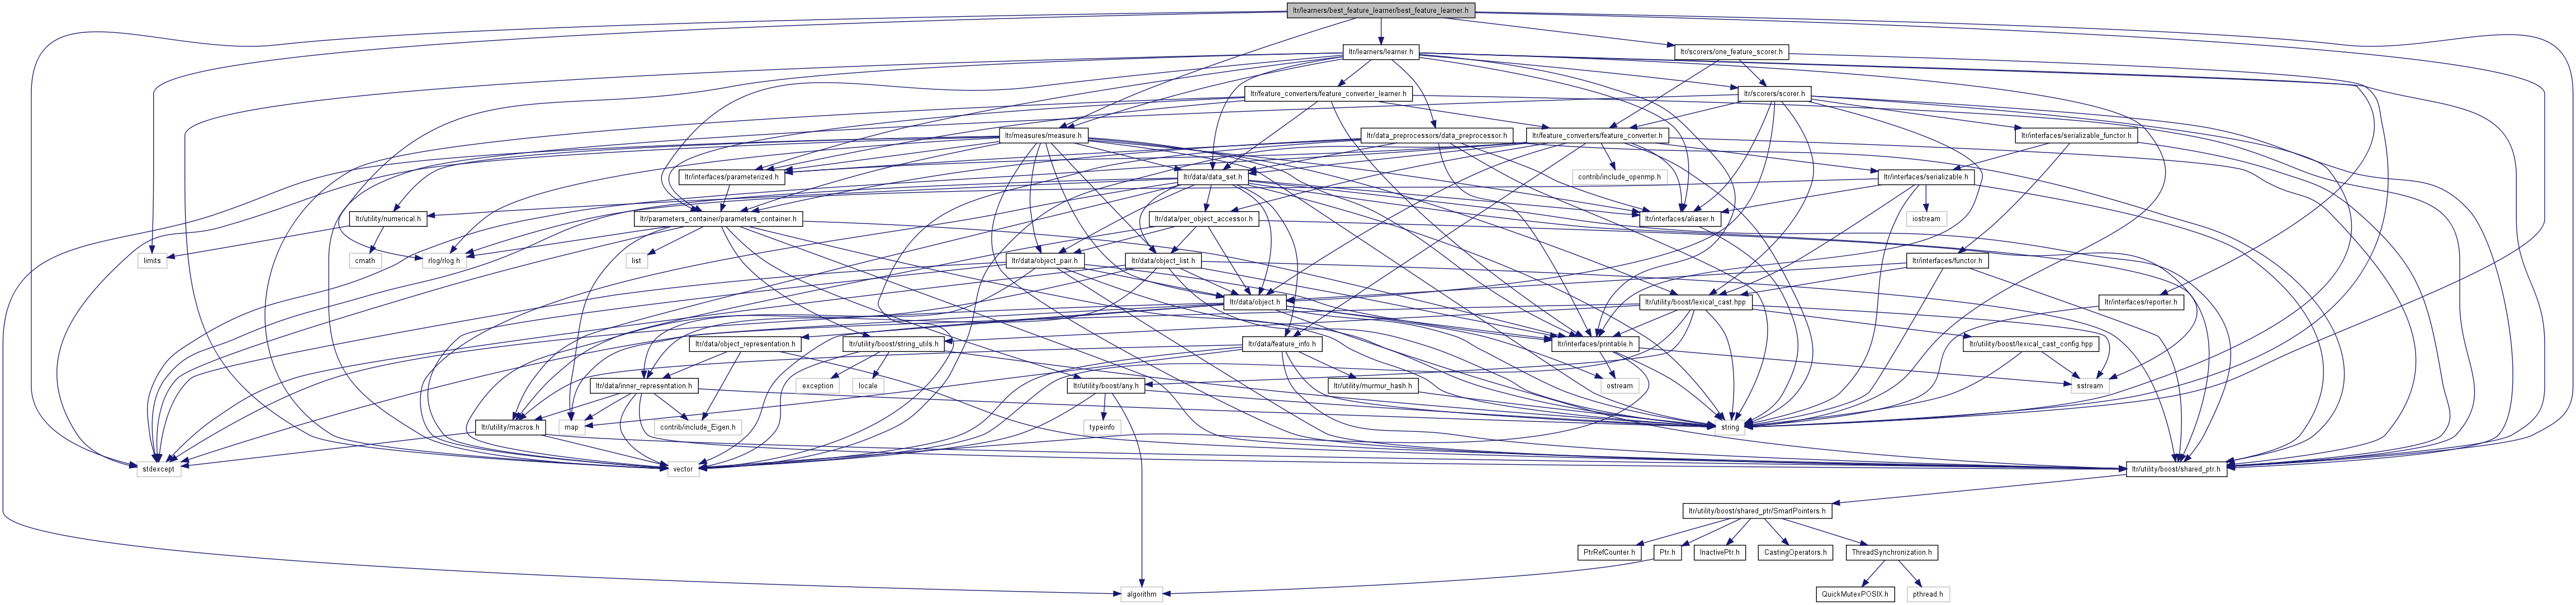 ltr/learners/best_feature_learner/best_feature_learner.h
ltr/learners/learner.h
ltr/scorers/one_feature_scorer.h
ltr/feature_converters/feature_converter_learner.h
ltr/scorers/scorer.h
ltr/measures/measure.h
ltr/data_preprocessors/data_preprocessor.h
ltr/feature_converters/feature_converter.h
ltr/interfaces/serializable_functor.h
ltr/interfaces/parameterized.h
ltr/data/data_set.h
contrib/include_openmp.h
ltr/interfaces/serializable.h
ltr/utility/numerical.h
ltr/parameters_container/parameters_container.h
ltr/data/per_object_accessor.h
ltr/interfaces/aliaser.h
iostream
limits
cmath
rlog/rlog.h
list
ltr/data/object_pair.h
ltr/data/object_list.h
ltr/interfaces/functor.h
ltr/data/object.h
ltr/utility/boost/lexical_cast.hpp
ltr/interfaces/reporter.h
ltr/data/object_representation.h
ltr/utility/boost/string_utils.h
ltr/data/feature_info.h
ltr/interfaces/printable.h
ltr/utility/boost/lexical_cast_config.hpp
ltr/data/inner_representation.h
exception
locale
ltr/utility/boost/any.h
ltr/utility/murmur_hash.h
ostream
sstream
ltr/utility/macros.h
map
contrib/include_Eigen.h
typeinfo
string
stdexcept
vector
ltr/utility/boost/shared_ptr.h
ltr/utility/boost/shared_ptr/SmartPointers.h
PtrRefCounter.h
Ptr.h
InactivePtr.h
CastingOperators.h
ThreadSynchronization.h
algorithm
QuickMutexPOSIX.h
pthread.h